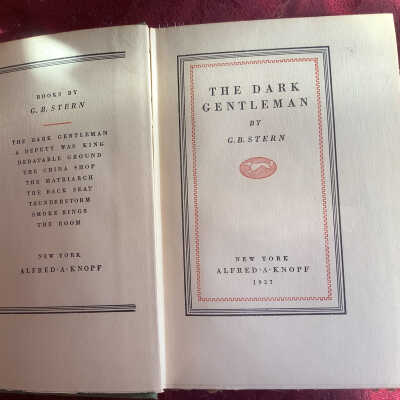 BOOKS BY
G. B. STERN
THE DARK GENTLEMAN
A DEPUTY WAS KING
DEBATABLE GROUND
THE CHINA SHOP
THE MATRIARCH
THE BACK SEAT
THUNDERSTORM
SMOKE RINGS
THE ROOM
NEW YORK
ALFRED · A · KNOPF
THE DARK
GENTLEMAN
BY
G. B. STERN
NEW YORK
ALFRED · A · KNOPF
1927